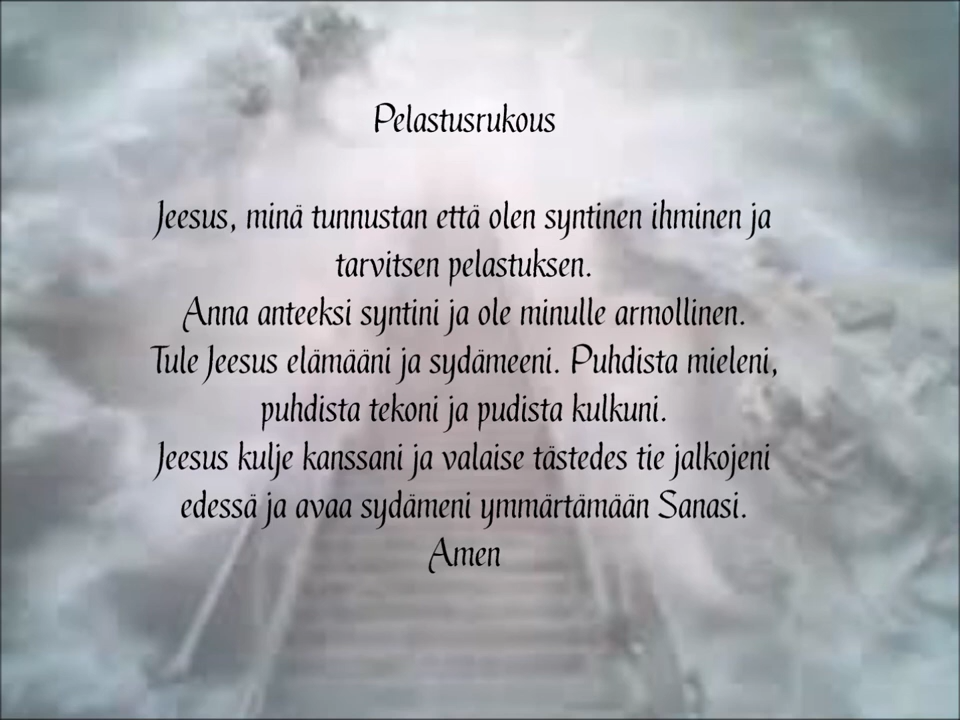 Pelastusrukous
Jeesus, minä tunnustan että olen syntinen ihminen ja
tarvitsen pelastuksen.
Anna anteeksi syntini ja ole minulle armollinen.
Tule Jeesus elämääni ja sydämeeni. Puhdista mieleni,
puhdista tekoni ja pudista kulkuni.
Jeesus kulje kanssani ja valaise tästedes tie jalkojeni
edessä ja avaa sydämeni ymmärtämään Sanasi.
Amen